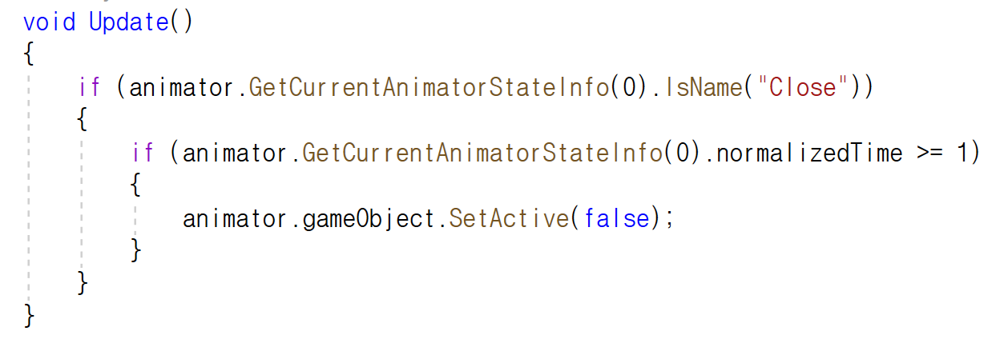 void Update()
{
    if (animator.GetCurrentAnimatorStateInfo(0).IsName("Close"))
    {
        if (animator.GetCurrentAnimatorStateInfo(0).normalizedTime >= 1)
        {
            animator.gameObject.SetActive(false);
        }
    }
}